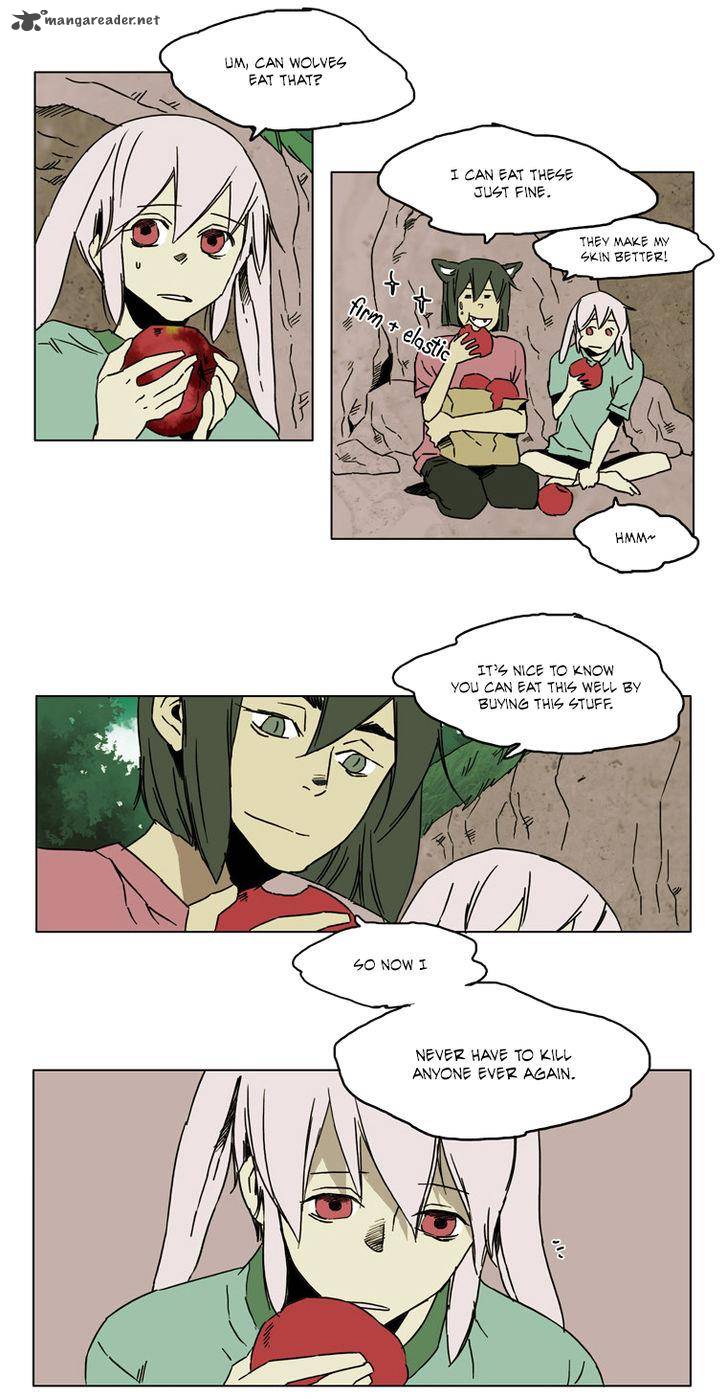 mangareader.net
UM, CAN WOLVES
EAT THAT?
I CAN EAT THESE
JUST FINE.
THEY MAKE MY
SKIN BETTER!
firm + elastic
HMM~
IT'S NICE TO KNOW
YOU CAN EAT THIS WELL BY
BUYING THIS STUFF.
SO NOW I
NEVER HAVE TO KILL
ANYONE EVER AGAIN.